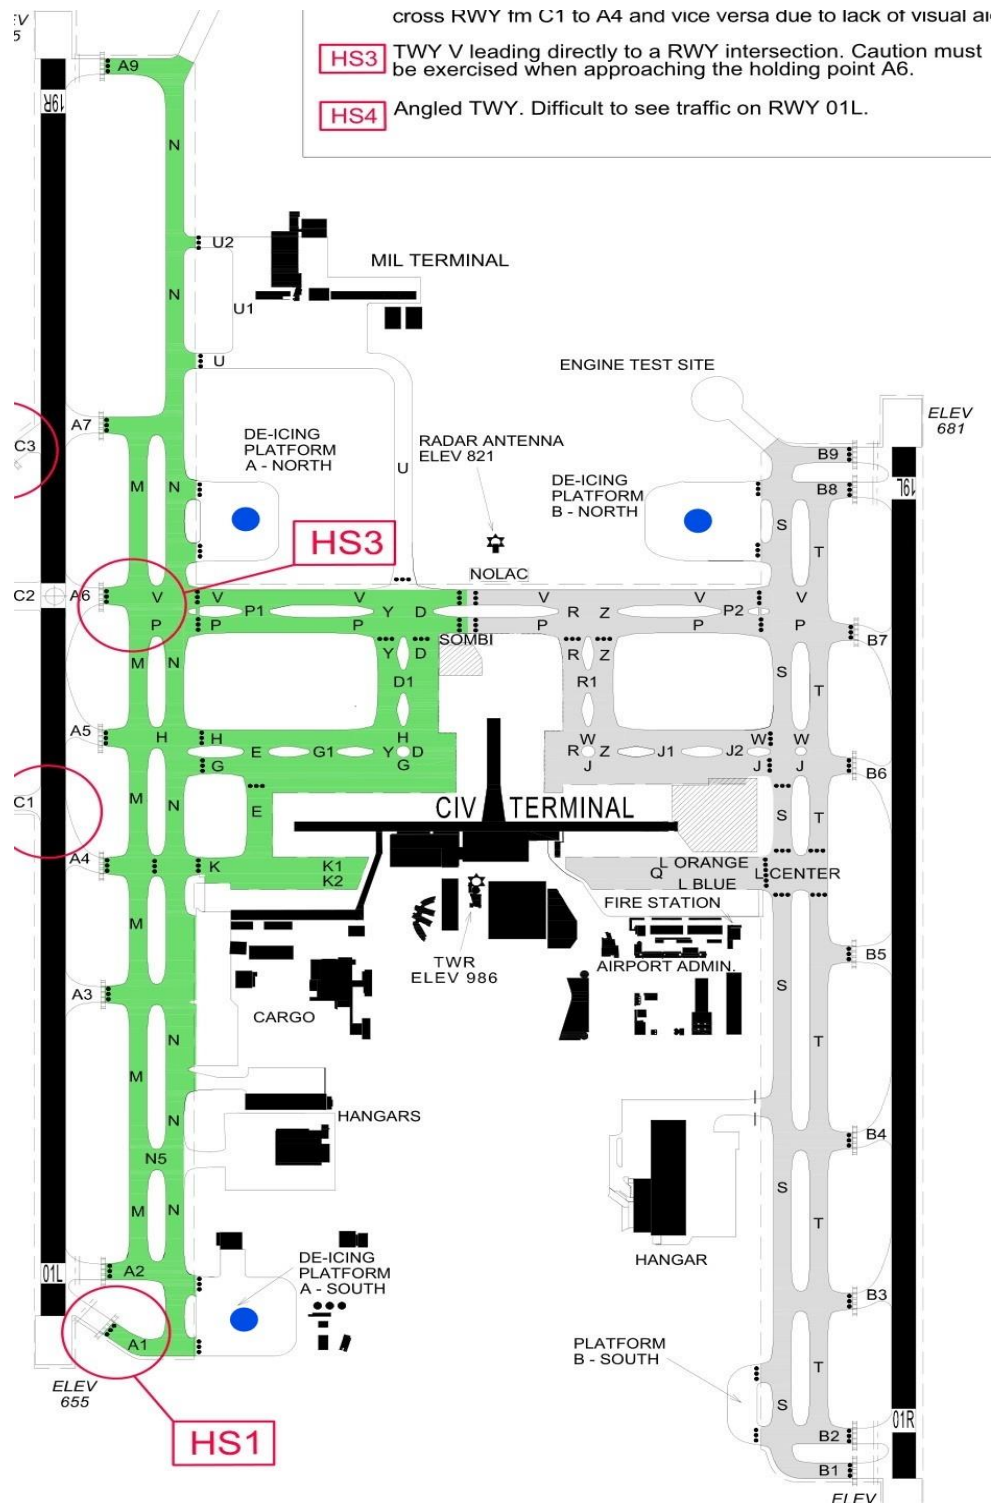 EV
5
cross RWY fm C1 to A4 and vice versa due to lack of visual
HS3 TWY V leading directly to a RWY intersection. Caution must
be exercised when approaching the holding point A6.
HS4 Angled TWY. Difficult to see traffic on RWY 01L.
A9
19R
N
U2
MIL TERMINAL
N
U1
U
ENGINE TEST SITE
ELEV
681
A7
C3
DE-ICING
PLATFORM
A - NORTH
RADAR ANTENNA
ELEV 821
U
B9
19L
DE-ICING
PLATFORM
B - NORTH
B8
M N
S
T
HS3
NOLAC
C2 A6 V V V V V V
P1 Y D R Z P2
P P P P P P
SOMBI
B7
M N Y D R Z S
D1 R1 T
A5 H H H W W W
E G1 Y D R Z J1 J2
G G J J J B6
C1
M N E CIV TERMINAL S T
A4 K K1
K2
L ORANGE
Q L CENTER
L BLUE
FIRE STATION
M
TWR
ELEV 986
AIRPORT ADMIN.
B5
A3
CARGO
S
N
T
M
HANGARS
N
B4
N5
M N
S
T
HANGAR
01L A2
DE-ICING
PLATFORM
A - SOUTH
B3
A1
PLATFORM
B - SOUTH
T
ELEV
655
S
01R
HS1
B2
B1
ELEV